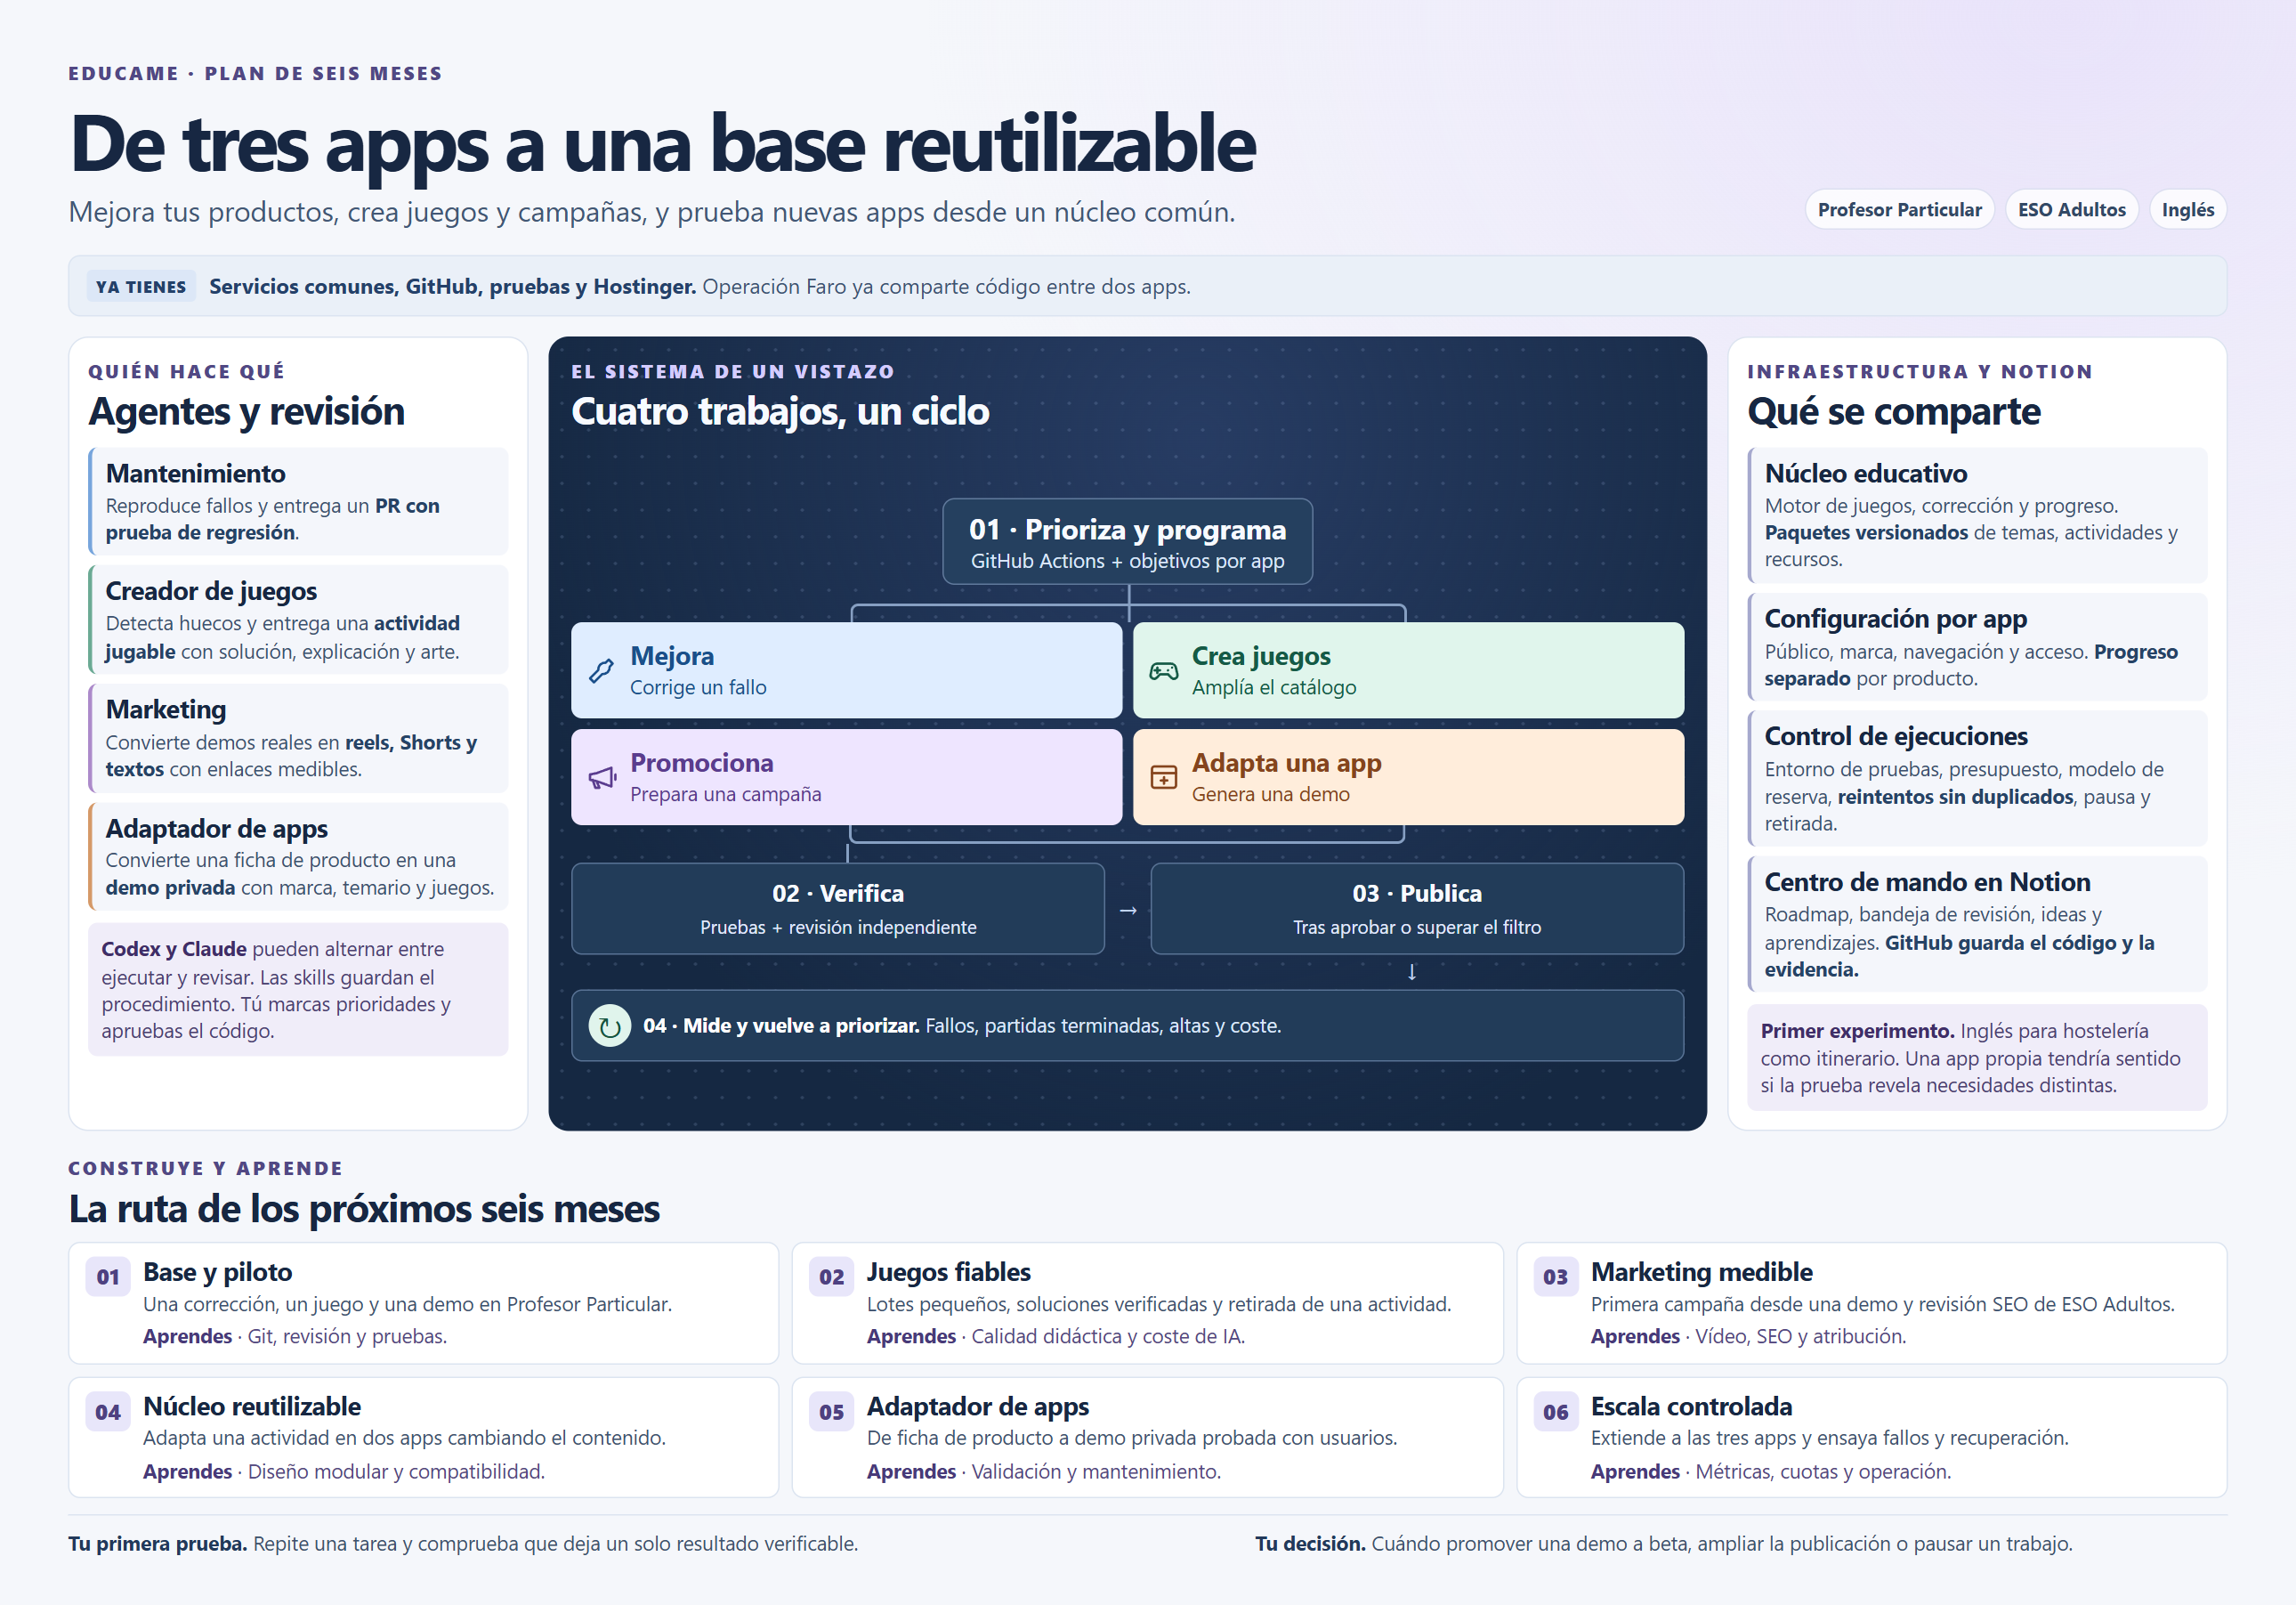 EDUCAME · PLAN DE SEIS MESES
De tres apps a una base reutilizable
Mejora tus productos, crea juegos y campañas, y prueba nuevas apps desde un núcleo común.
Profesor Particular
ESO Adultos
Inglés
YA TIENES
Servicios comunes, GitHub, pruebas y Hostinger. Operación Faro ya comparte código entre dos apps.
QUIÉN HACE QUÉ
Agentes y revisión
Mantenimiento
Reproduce fallos y entrega un PR con
prueba de regresión.
Creador de juegos
Detecta huecos y entrega una actividad
jugable con solución, explicación y arte.
Marketing
Convierte demos reales en reels, Shorts y
textos con enlaces medibles.
Adaptador de apps
Convierte una ficha de producto en una
demo privada con marca, temario y juegos.
Codex y Claude pueden alternar entre
ejecutar y revisar. Las skills guardan el
procedimiento. Tú marcas prioridades y
apruebas el código.
EL SISTEMA DE UN VISTAZO
Cuatro trabajos, un ciclo
01 · Prioriza y programa
GitHub Actions + objetivos por app
Mejora
Corrige un fallo
Crea juegos
Amplía el catálogo
Promociona
Prepara una campaña
Adapta una app
Genera una demo
02 · Verifica
Pruebas + revisión independiente
→
03 · Publica
Tras aprobar o superar el filtro
↓
↻
04 · Mide y vuelve a priorizar. Fallos, partidas terminadas, altas y coste.
INFRAESTRUCTURA Y NOTION
Qué se comparte
Núcleo educativo
Motor de juegos, corrección y progreso.
Paquetes versionados de temas, actividades y
recursos.
Configuración por app
Público, marca, navegación y acceso. Progreso
separado por producto.
Control de ejecuciones
Entorno de pruebas, presupuesto, modelo de
reserva, reintentos sin duplicados, pausa y
retirada.
Centro de mando en Notion
Roadmap, bandeja de revisión, ideas y
aprendizajes. GitHub guarda el código y la
evidencia.
Primer experimento. Inglés para hostelería
como itinerario. Una app propia tendría sentido
si la prueba revela necesidades distintas.
CONSTRUYE Y APRENDE
La ruta de los próximos seis meses
01
Base y piloto
Una corrección, un juego y una demo en Profesor Particular.
Aprendes · Git, revisión y pruebas.
02
Juegos fiables
Lotes pequeños, soluciones verificadas y retirada de una actividad.
Aprendes · Calidad didáctica y coste de IA.
03
Marketing medible
Primera campaña desde una demo y revisión SEO de ESO Adultos.
Aprendes · Vídeo, SEO y atribución.
04
Núcleo reutilizable
Adapta una actividad en dos apps cambiando el contenido.
Aprendes · Diseño modular y compatibilidad.
05
Adaptador de apps
De ficha de producto a demo privada probada con usuarios.
Aprendes · Validación y mantenimiento.
06
Escala controlada
Extiende a las tres apps y ensaya fallos y recuperación.
Aprendes · Métricas, cuotas y operación.
Tu primera prueba. Repite una tarea y comprueba que deja un solo resultado verificable.
Tu decisión. Cuándo promover una demo a beta, ampliar la publicación o pausar un trabajo.